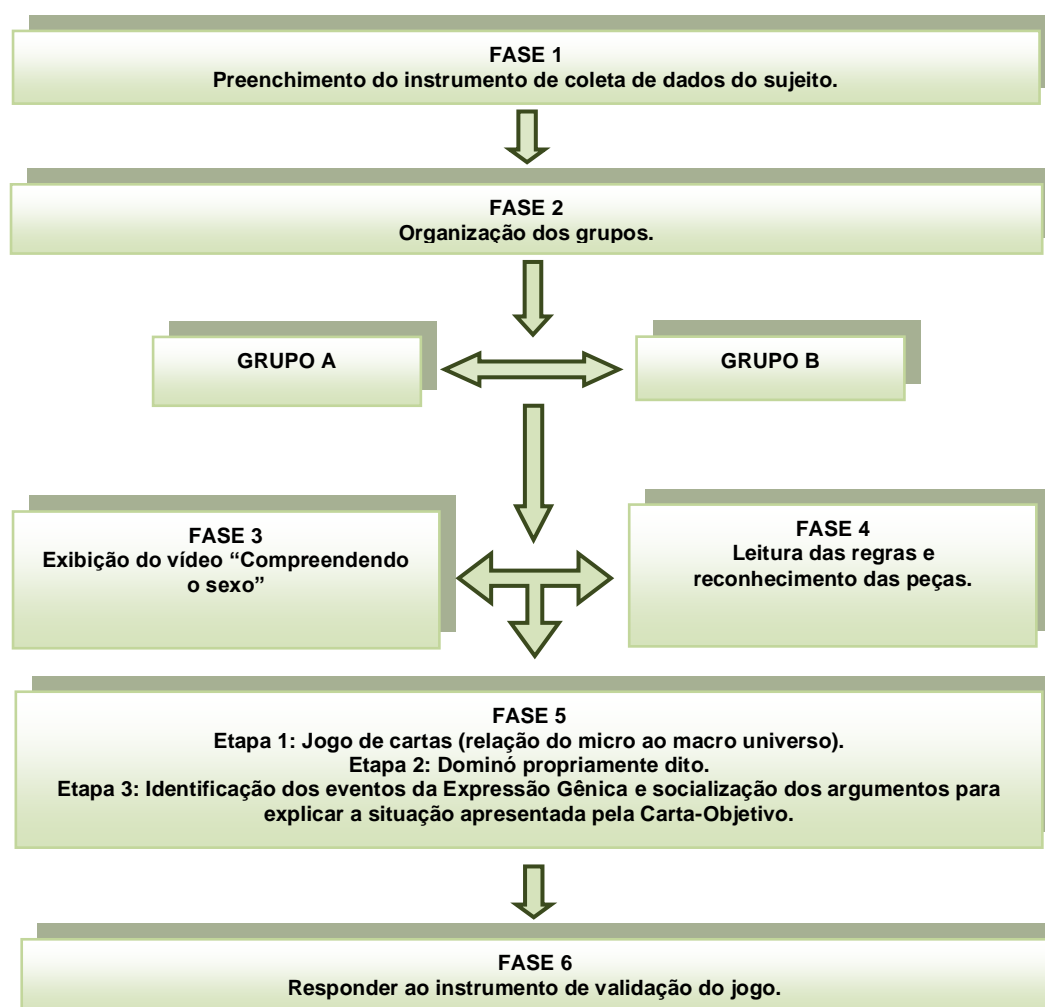 FASE 1
Preenchimento do instrumento de coleta de dados do sujeito.
FASE 2
Organização dos grupos.
GRUPO A
GRUPO B
FASE 3
Exibição do vídeo “Compreendendo
o sexo”
FASE 4
Leitura das regras e
reconhecimento das peças.
FASE 5
Etapa 1: Jogo de cartas (relação do micro ao macro universo).
Etapa 2: Dominó propriamente dito.
Etapa 3: Identificação dos eventos da Expressão Gênica e socialização dos argumentos para
explicar a situação apresentada pela Carta-Objetivo.
FASE 6
Responder ao instrumento de validação do jogo.